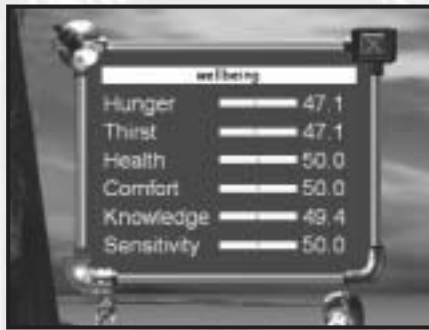 wellbeing
Hunger 47.1
Thirst 47.1
Health 50.0
Comfort 50.0
Knowledge 49.4
Sensitivity 50.0